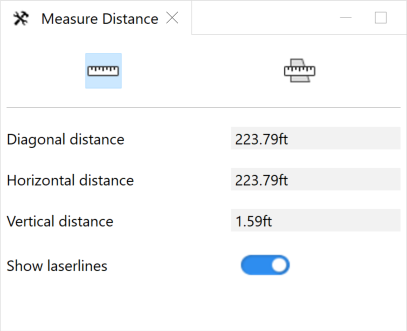 Measure Distance
Diagonal distance 223.79ft
Horizontal distance 223.79ft
Vertical distance 1.59ft
Show laserlines